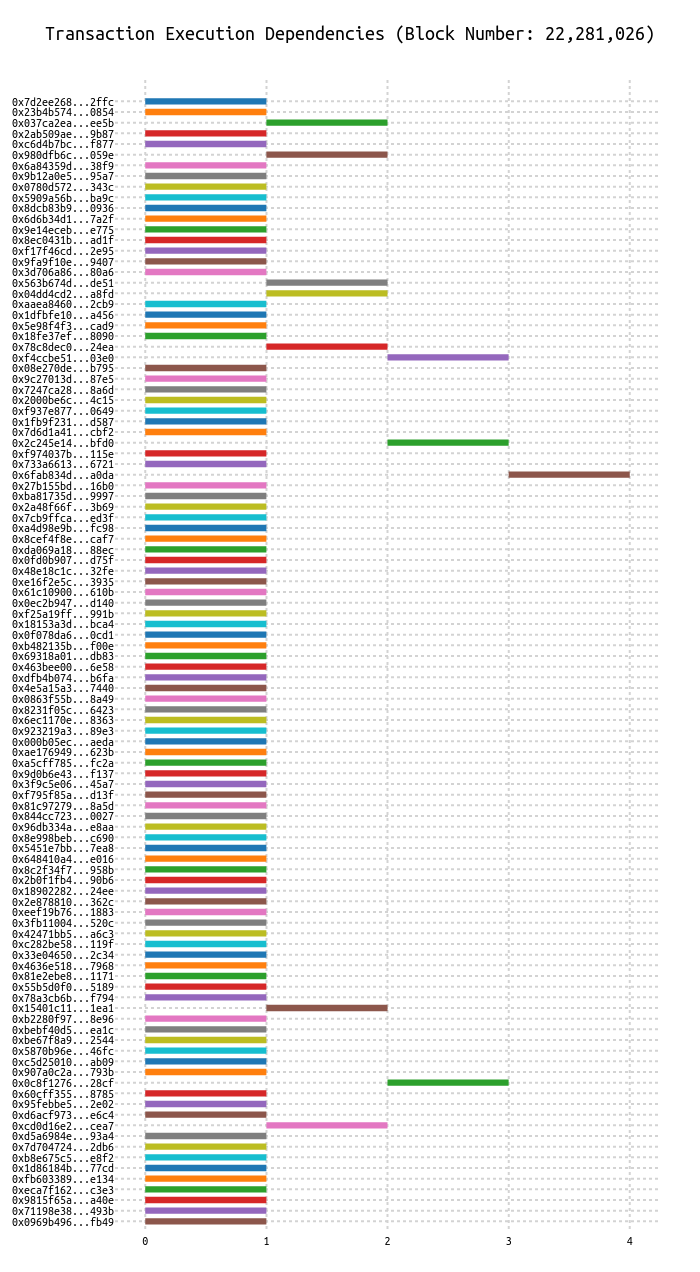 Transaction Execution Dependencies (Block Number: 22,281,026)
0x7d2ee268...2ffc
0x23b4b574...0854
0x037ca2ea...ee5b
0x2ab509ae...9b87
0xc6d4b7bc...f877
0x980dfb6c...059e
0x6a84359d...38f9
0x9b12a0e5...95a7
0x0780d572...343c
0x5909a56b...ba9c
0x8dcb83b9...0936
0x6d6b34d1...7a2f
0x9e14eceb...e775
0x8ec0431b...ad1f
0xf17f46cd...2e95
0x9fa9f10e...9407
0x3d706a86...80a6
0x563b674d...de51
0x04dd4cd2...a8fd
0xaaea8460...2cb9
0x1dfbfe10...a456
0x5e98f4f3...cad9
0x18fe37ef...8090
0x78c8dec0...24ea
0xf4ccbe51...03e0
0x08e270de...b795
0x9c27013d...87e5
0x7247ca28...8a6d
0x2000be6c...4c15
0xf937e877...0649
0x1fb9f231...d587
0x7d6d1a41...cbf2
0x2c245e14...bfd0
0xf974037b...115e
0x733a6613...6721
0x6fab834d...a0da
0x27b155bd...16b0
0xba81735d...9997
0x2a48f66f...3b69
0x7cb9ffca...ed3f
0xa4d98e9b...fc98
0x8cef4f8e...caf7
0xda069a18...88ec
0x0fd0b907...d75f
0x48e18c1c...32fe
0xe16f2e5c...3935
0x61c10900...610b
0x0ec2b947...d140
0xf25a19ff...991b
0x18153a3d...bca4
0x0f078da6...0cd1
0xb482135b...f00e
0x69318a01...db83
0x463bee00...6e58
0xdfb4b074...b6fa
0x4e5a15a3...7440
0x0863f55b...8a49
0x8231f05c...6423
0x6ec1170e...8363
0x923219a3...89e3
0x000b05ec...aeda
0xae176949...623b
0xa5cff785...fc2a
0x9d0b6e43...f137
0x3f9c5e06...45a7
0xf795f85a...d13f
0x81c97279...8a5d
0x844cc723...0027
0x96db334a...e8aa
0x8e998beb...c690
0x5451e7bb...7ea8
0x648410a4...e016
0x8c2f34f7...958b
0x2b0f1fb4...90b6
0x18902282...24ee
0x2e878810...362c
0xeef19b76...1883
0x3fb11004...520c
0x42471bb5...a6c3
0xc282be58...119f
0x33e04650...2c34
0x4636e518...7968
0x81e2ebe8...1171
0x55b5d0f0...5189
0x78a3cb6b...f794
0x15401c11...1ea1
0xb2280f97...8e96
0xbebf40d5...ea1c
0xbe67f8a9...2544
0x5870b96e...46fc
0xc5d25010...ab09
0x907a0c2a...793b
0x0c8f1276...28cf
0x60cff355...8785
0x95febbe5...2e02
0xd6acf973...e6c4
0xcd0d16e2...cea7
0xd5a6984e...93a4
0x7d704724...2db6
0xb8e675c5...e8f2
0x1d86184b...77cd
0xfb603389...e134
0xeca7f162...c3e3
0x9815f65a...a40e
0x71198e38...493b
0x0969b496...fb49
0 1 2 3 4